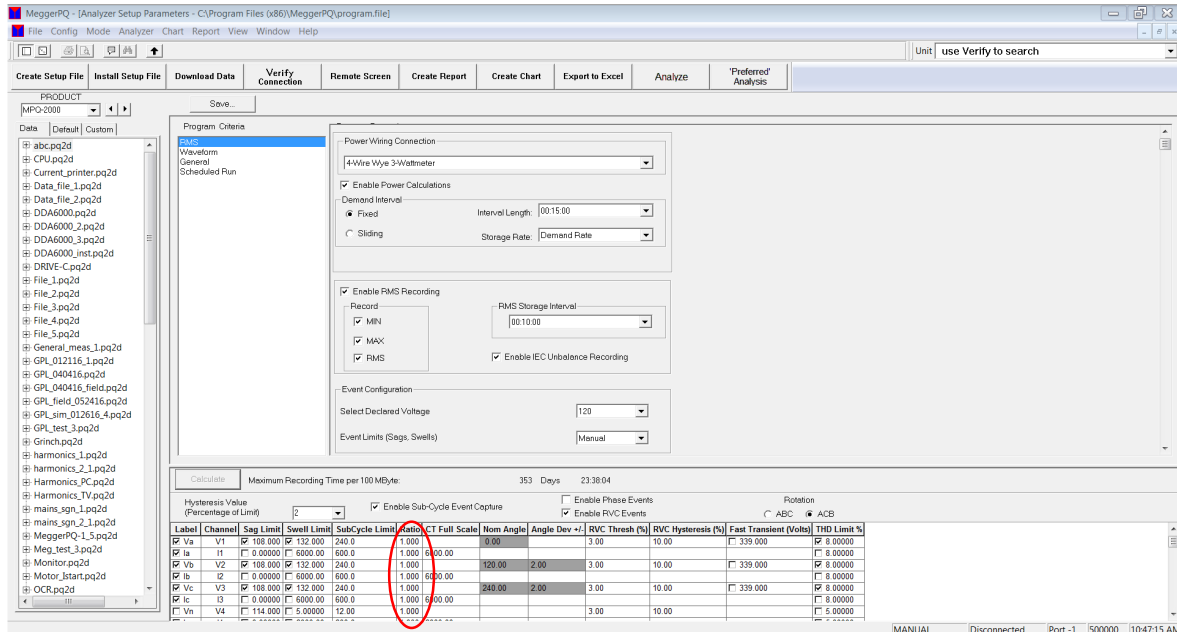 MeggerPQ - [Analyzer Setup Parameters - C:\Program Files (x86)\MeggerPQ\program.file]
File Config Mode Analyzer Chart Report View Window Help
Unit use Verify to search
Create Setup File Install Setup File Download Data Verify Connection Remote Screen Create Report Create Chart Export to Excel Analyze 'Preferred' Analysis
PRODUCT
MPQ-2000
Save...
Data Default Custom
abc.pq2d
CPU.pq2d
Current_printer.pq2d
Data_file_1.pq2d
Data_file_2.pq2d
DDA6000.pq2d
DDA6000_2.pq2d
DDA6000_3.pq2d
DDA6000_inst.pq2d
DRIVE-C.pq2d
File_1.pq2d
File_2.pq2d
File_3.pq2d
File_4.pq2d
File_5.pq2d
General_meas_1.pq2d
GPL_012116_1.pq2d
GPL_040416.pq2d
GPL_040416_field.pq2d
GPL_field_052416.pq2d
GPL_sim_012616_4.pq2d
GPL_test_3.pq2d
Grinch.pq2d
harmonics_1.pq2d
harmonics_2_1.pq2d
Harmonics_PC.pq2d
Harmonics_TV.pq2d
mains_sgn_1.pq2d
mains_sgn_2_1.pq2d
MeggerPQ-1_5.pq2d
Meg_test_3.pq2d
Monitor.pq2d
Motor_Istart.pq2d
OCR.pq2d
Program Criteria
RMS
Waveform
General
Scheduled Run
Power Wiring Connection
4-Wire Wye 3-Wattmeter
Enable Power Calculations
Demand Interval
Fixed
Interval Length: 00:15:00
Sliding
Storage Rate: Demand Rate
Enable RMS Recording
Record
MIN
MAX
RMS
RMS Storage Interval
00:10:00
Enable IEC Unbalance Recording
Event Configuration
Select Declared Voltage 120
Event Limits (Sags, Swells) Manual
Calculate Maximum Recording Time per 100 MByte: 353 Days 23:38:04
Hysteresis Value
(Percentage of Limit) 2
Enable Sub-Cycle Event Capture
Enable Phase Events
Enable RVC Events
Rotation
ABC ACB
Label Channel Sag Limit Swell Limit SubCycle Limit Ratio CT Full Scale Nom Angle Angle Dev +/- RVC Thresh (%) RVC Hysteresis (%) Fast Transient (Volts) THD Limit %
Va V1 108.000 132.000 240.0 1.000 0.00 3.00 10.00 339.000 8.00000
Ia I1 0.00000 6000.00 600.0 1.000 6000.00 8.00000
Vb V2 108.000 132.000 240.0 1.000 120.00 2.00 3.00 10.00 339.000 8.00000
Ib I2 0.00000 6000.00 600.0 1.000 6000.00 8.00000
Vc V3 108.000 132.000 240.0 1.000 240.00 2.00 3.00 10.00 339.000 8.00000
Ic I3 0.00000 6000.00 600.0 1.000 6000.00 8.00000
Vn V4 114.000 5.00000 12.00 1.000 3.00 10.00 5.00000
MANUAL Disconnected Port -1 500000 10:47:15 AM